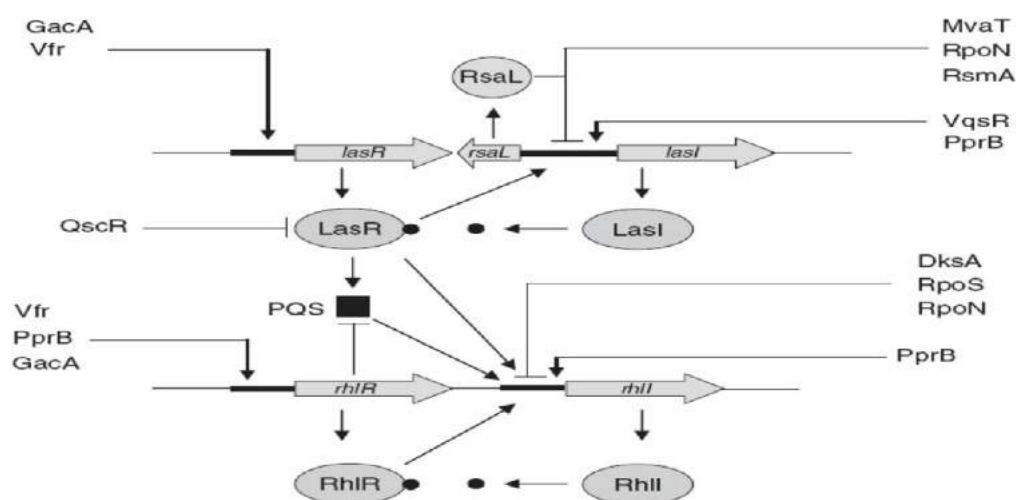 GacA
Vfr
MvaT
RpoN
RsmA
RsaL
VqsR
PprB
lasR
rsaL
lasI
QscR
LasR
LasI
DksA
RpoS
RpoN
Vfr
PprB
GacA
PQS
PprB
rhlR
rhlI
RhlR
RhlI